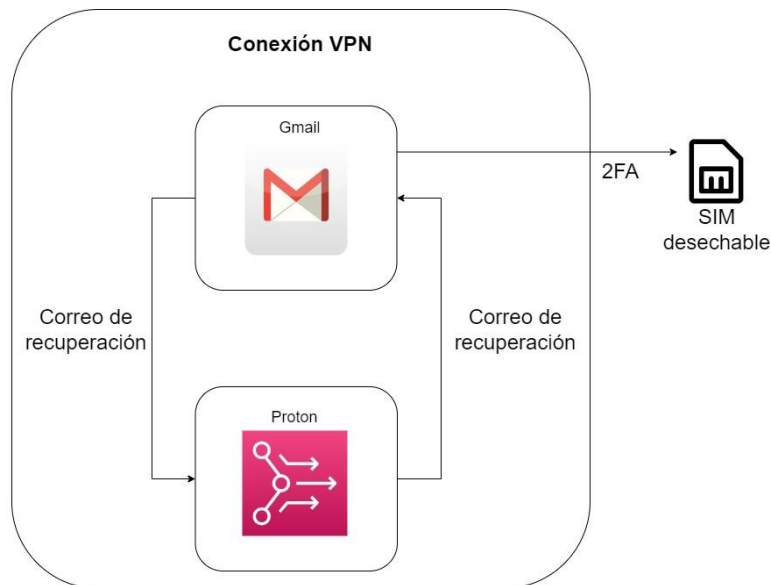 Conexión VPN
Gmail
2FA
SIM
desechable
Correo de
recuperación
Correo de
recuperación
Proton